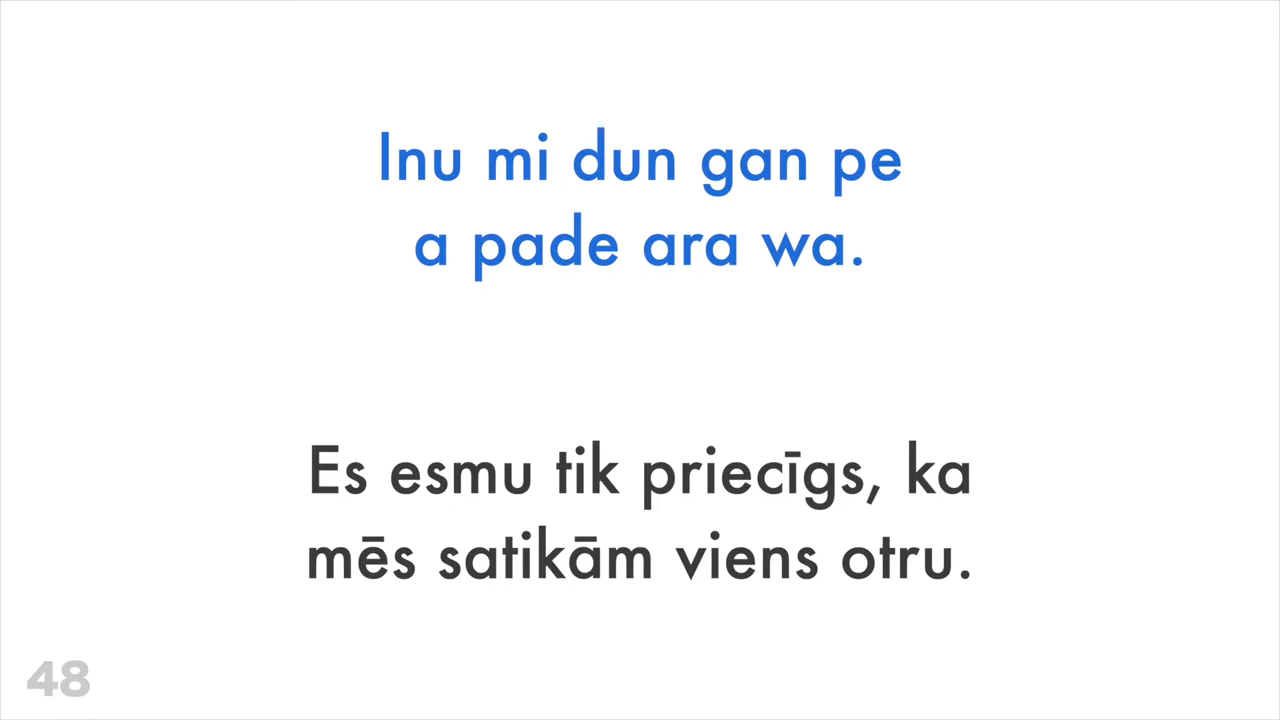 Inu mi dun gan pe
a pade ara wa.
Es esmu tik priecīgs, ka
mēs satikām viens otru.
48